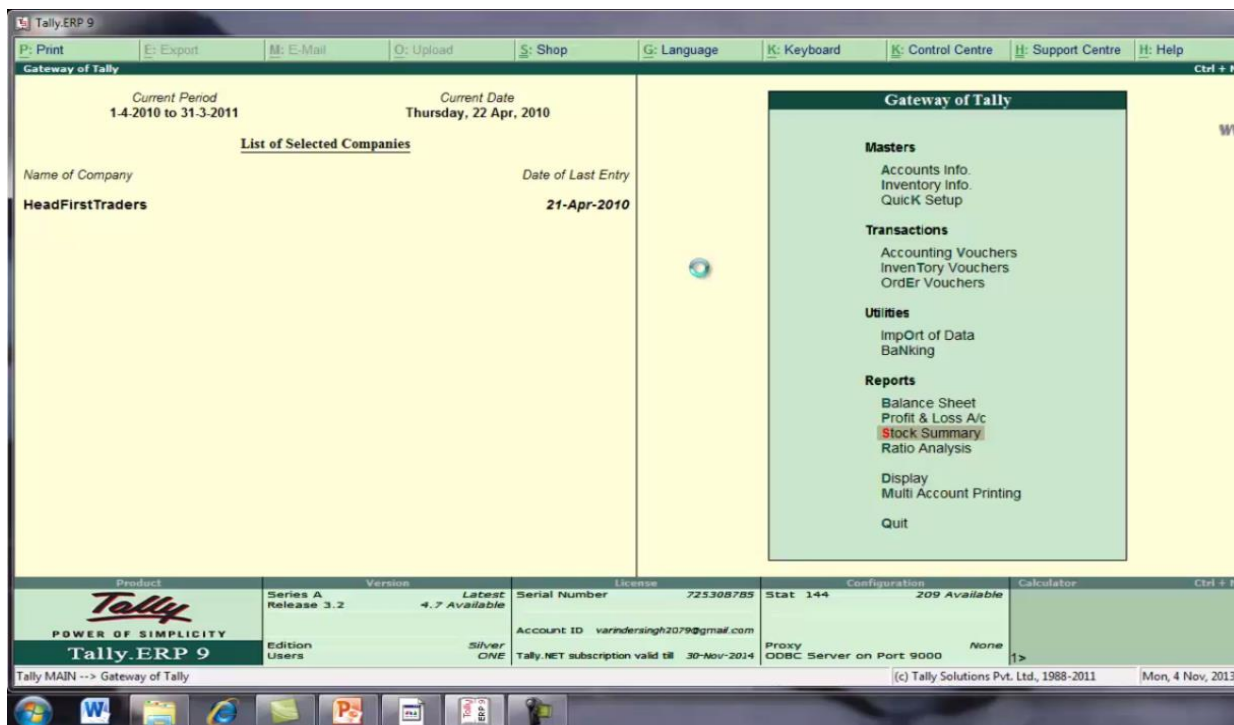 Tally.ERP 9
P: Print E: Export M: E-Mail O: Upload S: Shop G: Language K: Keyboard K: Control Centre H: Support Centre H: Help
Gateway of Tally Ctrl +
Current Period Current Date
1-4-2010 to 31-3-2011 Thursday, 22 Apr, 2010
List of Selected Companies
Name of Company Date of Last Entry
HeadFirstTraders 21-Apr-2010
Gateway of Tally
Masters
Accounts Info.
Inventory Info.
QuicK Setup
Transactions
Accounting Vouchers
InvenTory Vouchers
OrdEr Vouchers
Utilities
ImpOrt of Data
BaNking
Reports
Balance Sheet
Profit & Loss A/c
Stock Summary
Ratio Analysis
Display
Multi Account Printing
Quit
Product Version License Configuration Calculator Ctrl +
Tally
POWER OF SIMPLICITY
Tally.ERP 9
Series A Latest
Release 3.2 4.7 Available
Edition Silver
Users ONE
Serial Number 725308785
Account ID varindersingh2079@gmail.com
Tally.NET subscription valid till 30-Nov-2014
Stat 144 209 Available
Proxy None
ODBC Server on Port 9000
1>
Tally MAIN --> Gateway of Tally (c) Tally Solutions Pvt. Ltd., 1988-2011 Mon, 4 Nov, 2013
Tally ERP 9